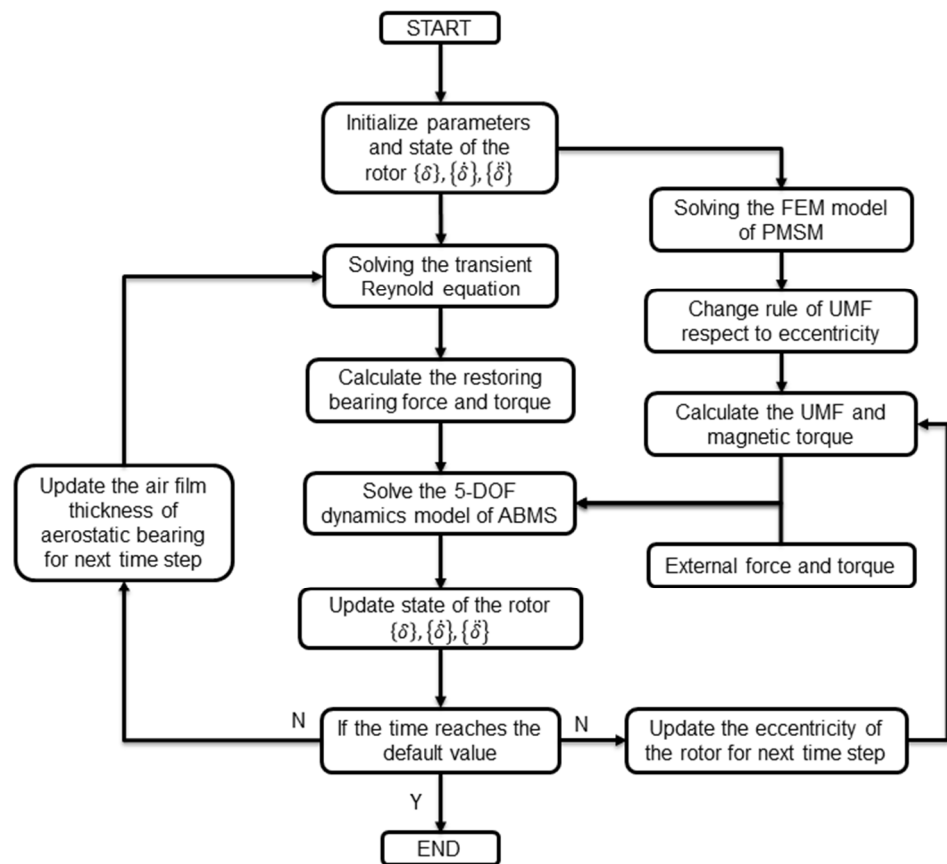 START
Initialize parameters
and state of the
rotor {δ}, {δ̇}, {δ̈}
Solving the FEM model
of PMSM
Solving the transient
Reynold equation
Change rule of UMF
respect to eccentricity
Calculate the restoring
bearing force and torque
Calculate the UMF and
magnetic torque
Update the air film
thickness of
aerostatic bearing
for next time step
Solve the 5-DOF
dynamics model of ABMS
External force and torque
Update state of the rotor
{δ}, {δ̇}, {δ̈}
N
If the time reaches the
default value
N
Update the eccentricity of
the rotor for next time step
Y
END